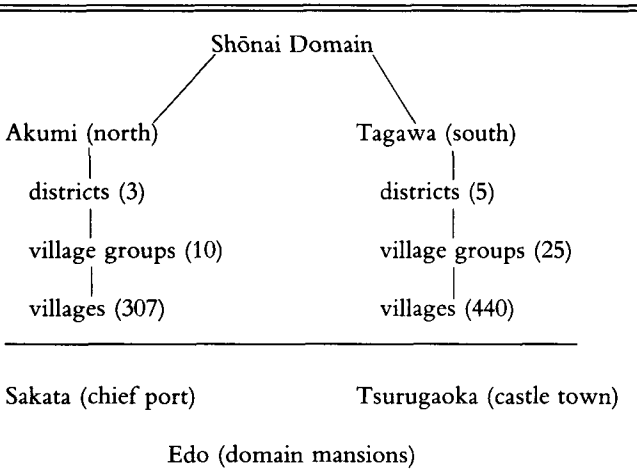 Shōnai Domain
Akumi (north) Tagawa (south)
districts (3) districts (5)
village groups (10) village groups (25)
villages (307) villages (440)
Sakata (chief port) Tsurugaoka (castle town)
Edo (domain mansions)